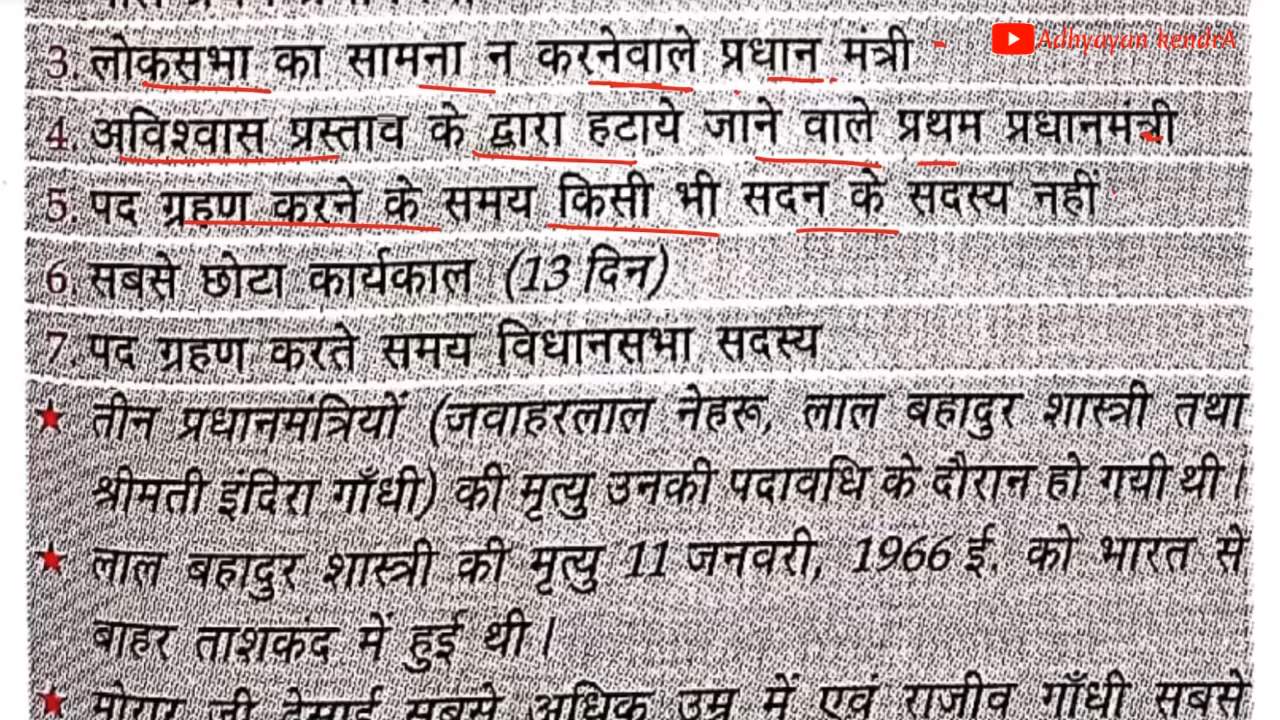 3. लोकसभा का सामना न करनेवाले प्रधान मंत्री -
Adhyayan kendrA
4. अविश्वास प्रस्ताव के द्वारा हटाये जाने वाले प्रथम प्रधानमंत्री
5. पद ग्रहण करने के समय किसी भी सदन के सदस्य नहीं
6. सबसे छोटा कार्यकाल (13 दिन)
7. पद ग्रहण करते समय विधानसभा सदस्य
★ तीन प्रधानमंत्रियों (जवाहरलाल नेहरू, लाल बहादुर शास्त्री तथा
श्रीमती इंदिरा गाँधी) की मृत्यु उनकी पदावधि के दौरान हो गयी थी।
★ लाल बहादुर शास्त्री की मृत्यु 11 जनवरी, 1966 ई. को भारत से
बाहर ताशकंद में हुई थी।
★ मोरार जी देसाई सबसे अधिक उम्र में एवं राजीव गाँधी सबसे